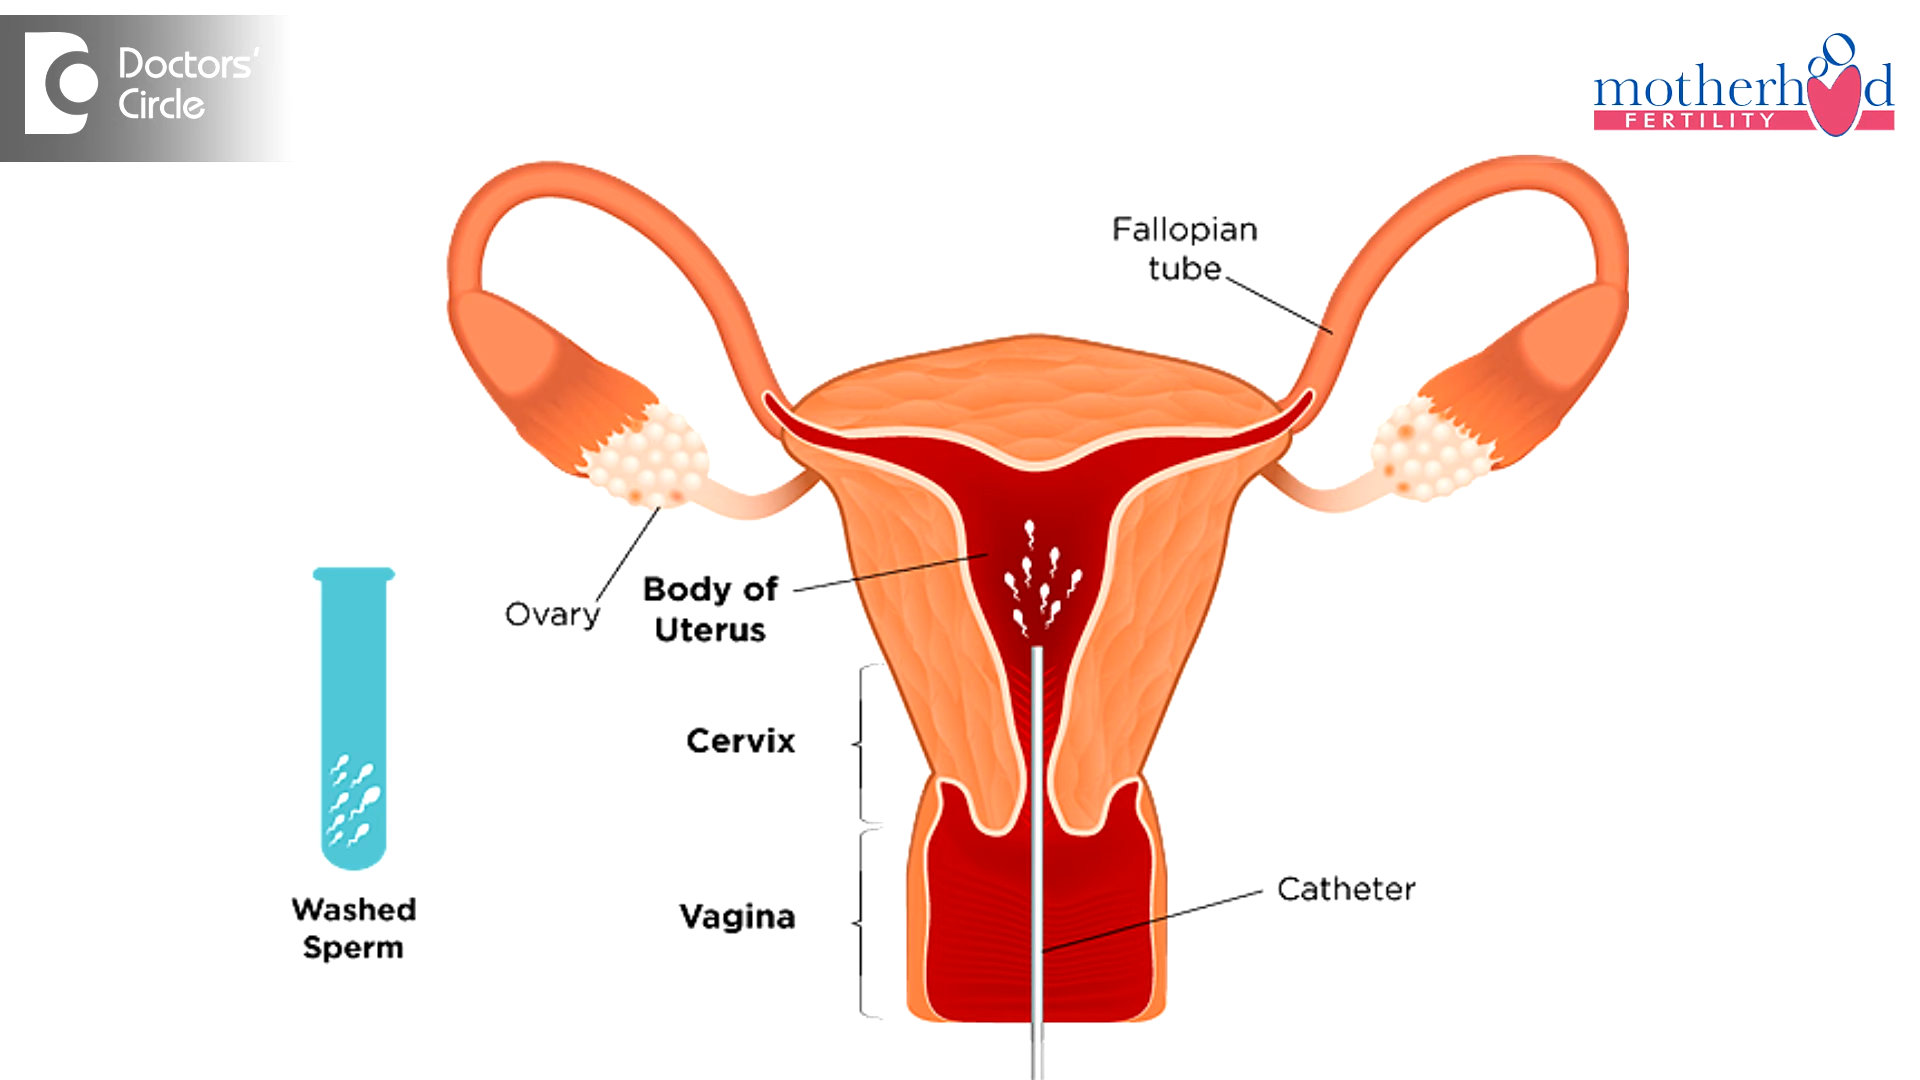 Doctors'
Circle
motherhood
FERTILITY
Fallopian
tube
Ovary
Body of
Uterus
Cervix
Vagina
Catheter
Washed
Sperm